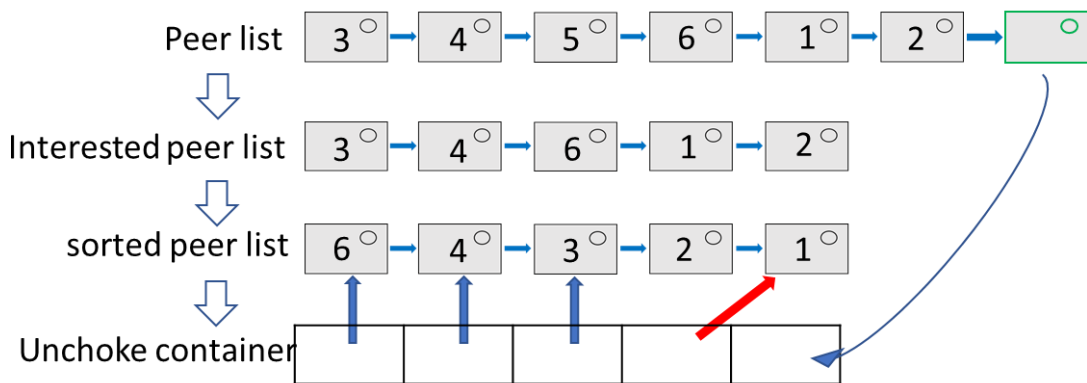 Peer list 3 4 5 6 1 2
Interested peer list 3 4 6 1 2
sorted peer list 6 4 3 2 1
Unchoke container